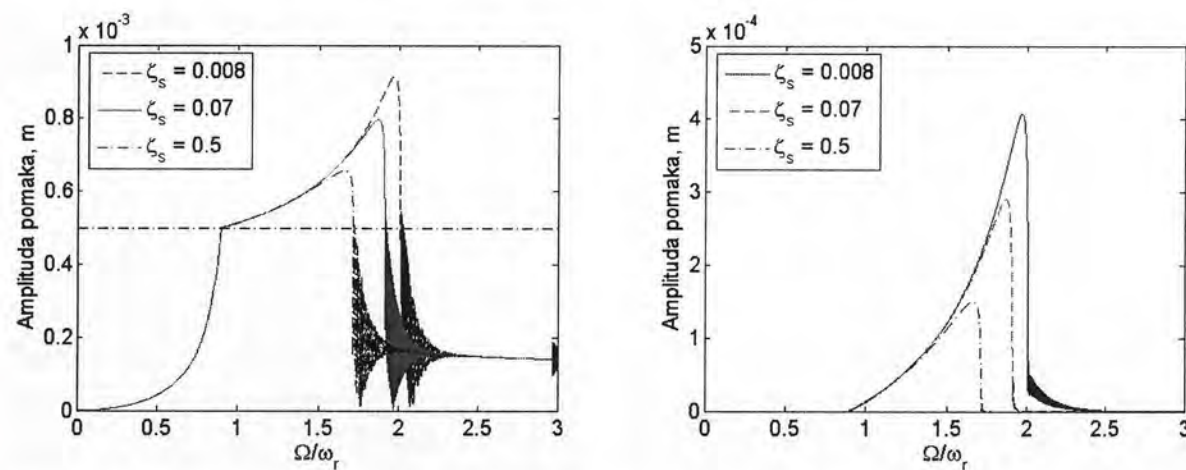 x 10⁻³
1
0.8
0.6
0.4
0.2
0
Amplituda pomaka, m
ζs = 0.008
ζs = 0.07
ζs = 0.5
0 0.5 1 1.5 2 2.5 3
Ω/ωr
x 10⁻⁴
5
4
3
2
1
0
Amplituda pomaka, m
ζs = 0.008
ζs = 0.07
ζs = 0.5
0 0.5 1 1.5 2 2.5 3
Ω/ωr